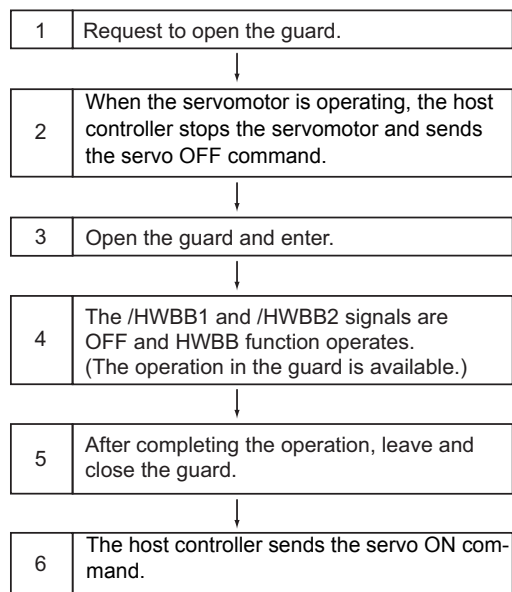 1 Request to open the guard.
2 When the servomotor is operating, the host
controller stops the servomotor and sends
the servo OFF command.
3 Open the guard and enter.
4 The /HWBB1 and /HWBB2 signals are
OFF and HWBB function operates.
(The operation in the guard is available.)
5 After completing the operation, leave and
close the guard.
6 The host controller sends the servo ON com-
mand.